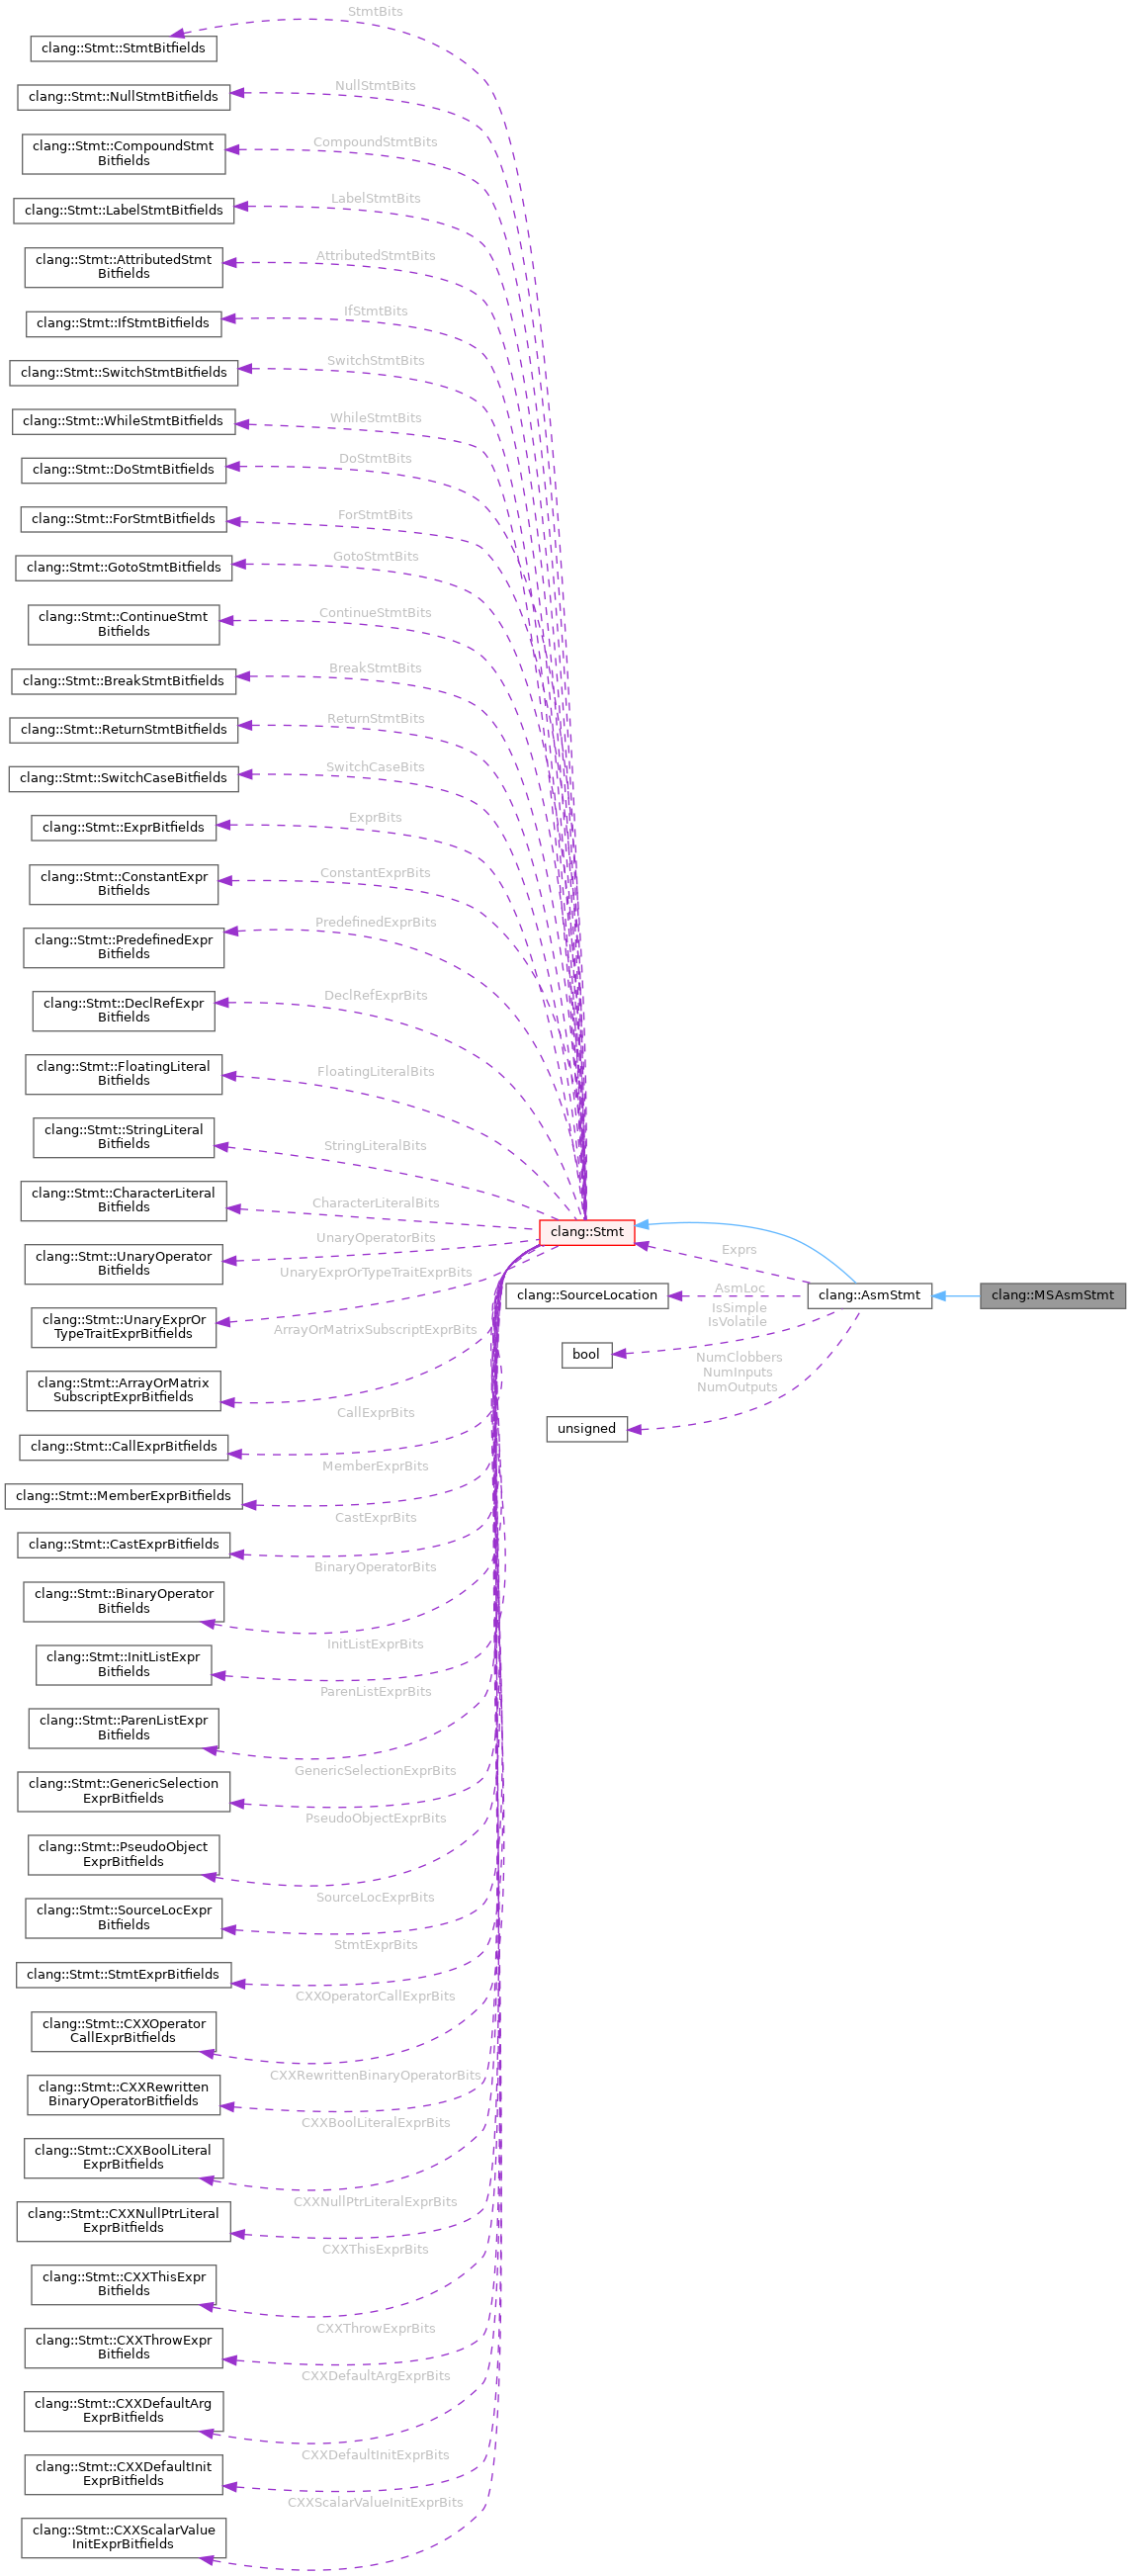 StmtBits
clang::Stmt::StmtBitfields
NullStmtBits
clang::Stmt::NullStmtBitfields
CompoundStmtBits
clang::Stmt::CompoundStmt
Bitfields
LabelStmtBits
clang::Stmt::LabelStmtBitfields
AttributedStmtBits
clang::Stmt::AttributedStmt
Bitfields
IfStmtBits
clang::Stmt::IfStmtBitfields
SwitchStmtBits
clang::Stmt::SwitchStmtBitfields
WhileStmtBits
clang::Stmt::WhileStmtBitfields
DoStmtBits
clang::Stmt::DoStmtBitfields
ForStmtBits
clang::Stmt::ForStmtBitfields
GotoStmtBits
clang::Stmt::GotoStmtBitfields
ContinueStmtBits
clang::Stmt::ContinueStmt
Bitfields
BreakStmtBits
clang::Stmt::BreakStmtBitfields
ReturnStmtBits
clang::Stmt::ReturnStmtBitfields
SwitchCaseBits
clang::Stmt::SwitchCaseBitfields
ExprBits
clang::Stmt::ExprBitfields
ConstantExprBits
clang::Stmt::ConstantExpr
Bitfields
PredefinedExprBits
clang::Stmt::PredefinedExpr
Bitfields
DeclRefExprBits
clang::Stmt::DeclRefExpr
Bitfields
FloatingLiteralBits
clang::Stmt::FloatingLiteral
Bitfields
StringLiteralBits
clang::Stmt::StringLiteral
Bitfields
CharacterLiteralBits
clang::Stmt::CharacterLiteral
Bitfields
UnaryOperatorBits
clang::Stmt::UnaryOperator
Bitfields
UnaryExprOrTypeTraitExprBits
clang::Stmt::UnaryExprOr
TypeTraitExprBitfields
ArrayOrMatrixSubscriptExprBits
clang::Stmt::ArrayOrMatrix
SubscriptExprBitfields
CallExprBits
clang::Stmt::CallExprBitfields
MemberExprBits
clang::Stmt::MemberExprBitfields
CastExprBits
clang::Stmt::CastExprBitfields
BinaryOperatorBits
clang::Stmt::BinaryOperator
Bitfields
InitListExprBits
clang::Stmt::InitListExpr
Bitfields
ParenListExprBits
clang::Stmt::ParenListExpr
Bitfields
GenericSelectionExprBits
clang::Stmt::GenericSelection
ExprBitfields
PseudoObjectExprBits
clang::Stmt::PseudoObject
ExprBitfields
SourceLocExprBits
clang::Stmt::SourceLocExpr
Bitfields
StmtExprBits
clang::Stmt::StmtExprBitfields
CXXOperatorCallExprBits
clang::Stmt::CXXOperator
CallExprBitfields
CXXRewrittenBinaryOperatorBits
clang::Stmt::CXXRewritten
BinaryOperatorBitfields
CXXBoolLiteralExprBits
clang::Stmt::CXXBoolLiteral
ExprBitfields
CXXNullPtrLiteralExprBits
clang::Stmt::CXXNullPtrLiteral
ExprBitfields
CXXThisExprBits
clang::Stmt::CXXThisExpr
Bitfields
CXXThrowExprBits
clang::Stmt::CXXThrowExpr
Bitfields
CXXDefaultArgExprBits
clang::Stmt::CXXDefaultArg
ExprBitfields
CXXDefaultInitExprBits
clang::Stmt::CXXDefaultInit
ExprBitfields
CXXScalarValueInitExprBits
clang::Stmt::CXXScalarValue
InitExprBitfields
clang::Stmt
Exprs
clang::SourceLocation
AsmLoc
IsSimple
IsVolatile
bool
NumClobbers
NumInputs
NumOutputs
unsigned
clang::AsmStmt
clang::MSAsmStmt